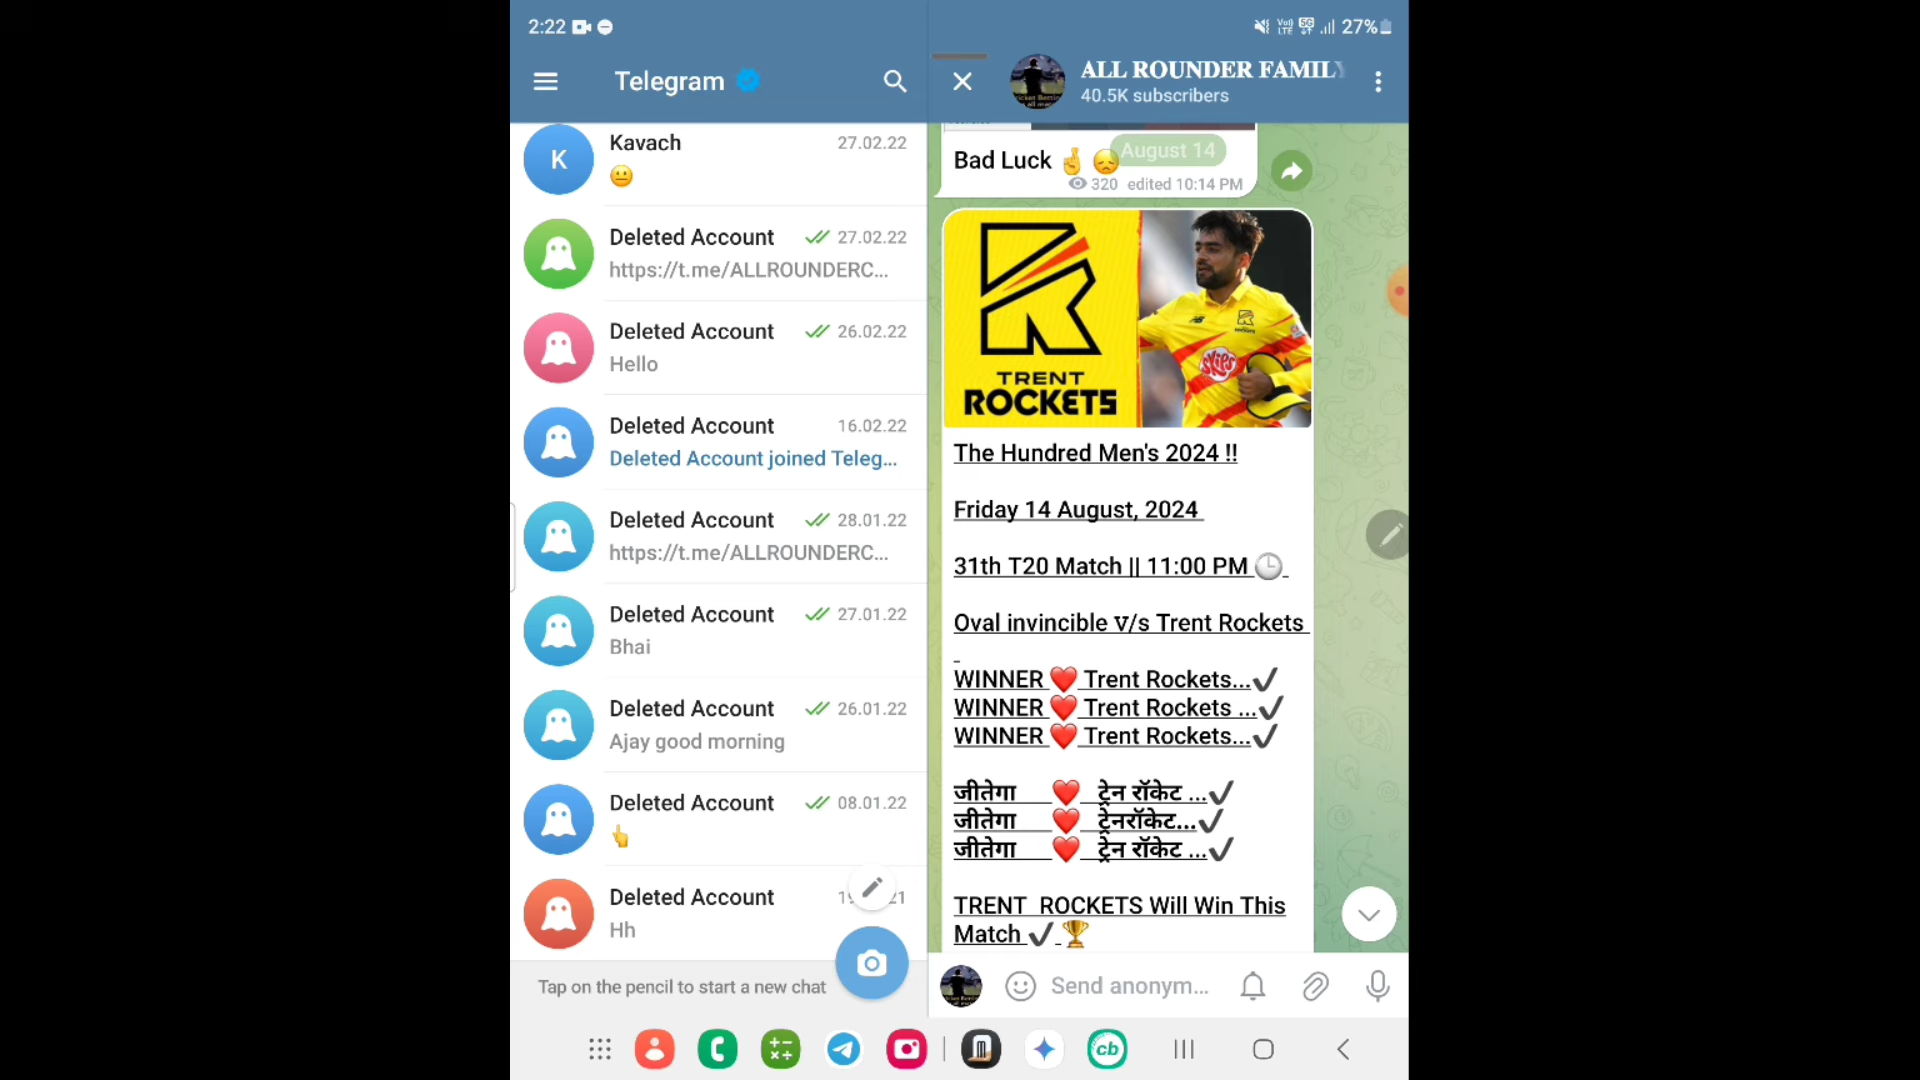 2:22
Telegram
Kavach 27.02.22
K
Deleted Account 27.02.22
https://t.me/ALLROUNDERC...
Deleted Account 26.02.22
Hello
Deleted Account 16.02.22
Deleted Account joined Teleg...
Deleted Account 28.01.22
https://t.me/ALLROUNDERC...
Deleted Account 27.01.22
Bhai
Deleted Account 26.01.22
Ajay good morning
Deleted Account 08.01.22
👆
Deleted Account
Hh
Tap on the pencil to start a new chat
Vo) LTE 5G 27%
ALL ROUNDER FAMILY
40.5K subscribers
August 14
Bad Luck 🤞 😞
320 edited 10:14 PM
TRENT
ROCKETS
SKIPS
The Hundred Men's 2024 !!
Friday 14 August, 2024
31th T20 Match || 11:00 PM 🕒
Oval invincible V/s Trent Rockets
WINNER ❤️ Trent Rockets...✔️
WINNER ❤️ Trent Rockets ...✔️
WINNER ❤️ Trent Rockets...✔️
जीतेगा ❤️ ट्रेन रॉकेट ...✔️
जीतेगा ❤️ ट्रेनरॉकेट...✔️
जीतेगा ❤️ ट्रेन रॉकेट ...✔️
TRENT ROCKETS Will Win This
Match ✔️ 🏆
Send anonym...
cb